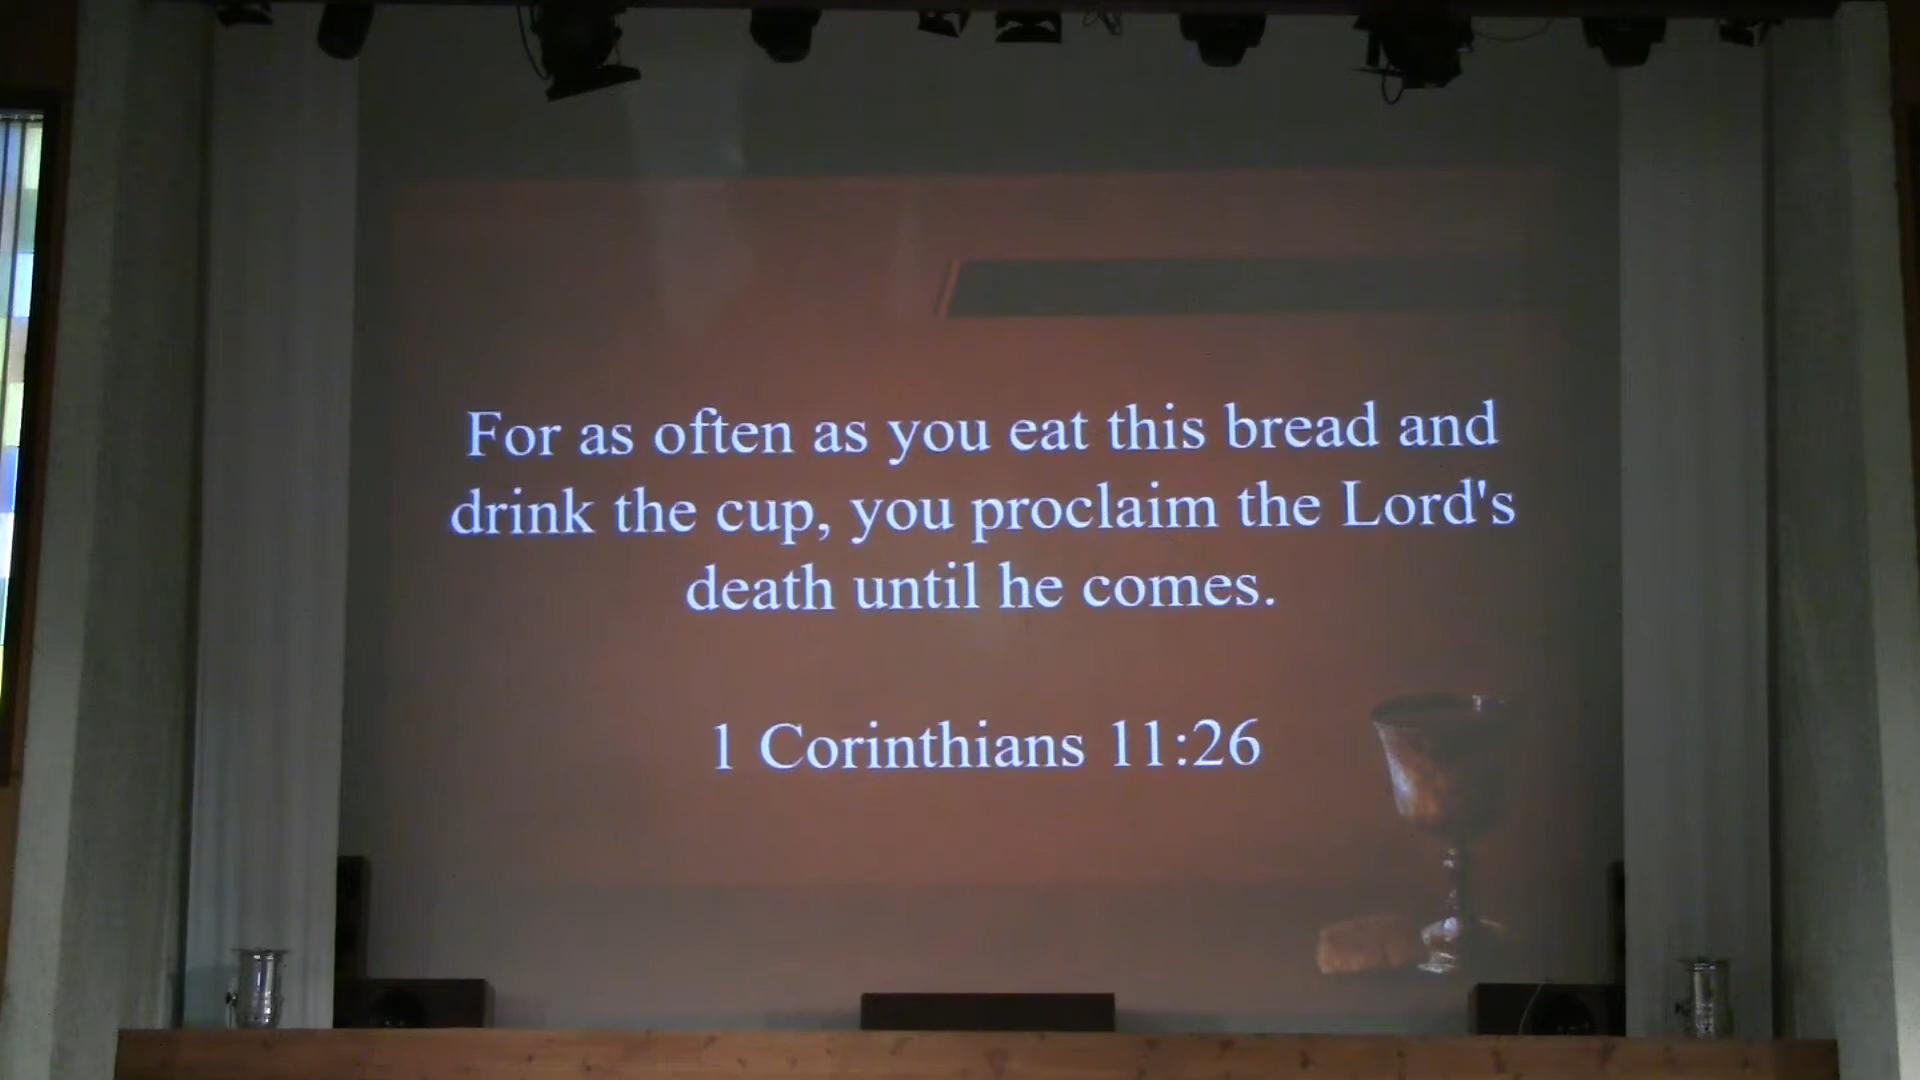 For as often as you eat this bread and
drink the cup, you proclaim the Lord's
death until he comes.
1 Corinthians 11:26